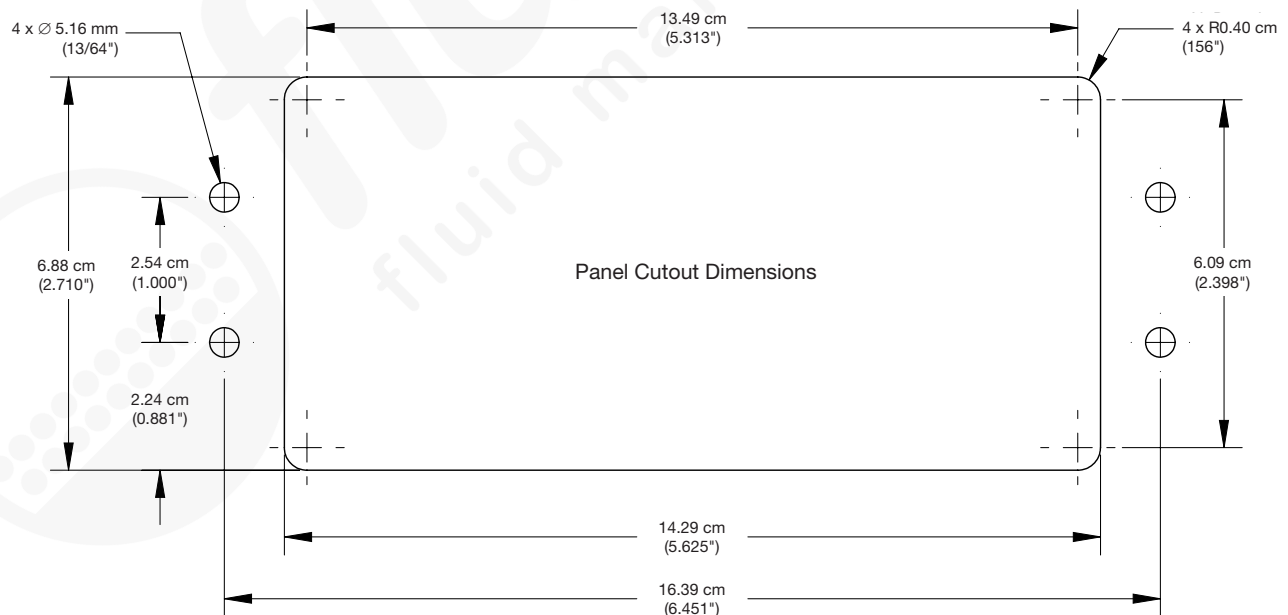 4 x Ø 5.16 mm
(13/64")
13.49 cm
(5.313")
4 x R0.40 cm
(156")
6.88 cm
(2.710")
2.54 cm
(1.000")
Panel Cutout Dimensions
6.09 cm
(2.398")
2.24 cm
(0.881")
14.29 cm
(5.625")
16.39 cm
(6.451")
fluid